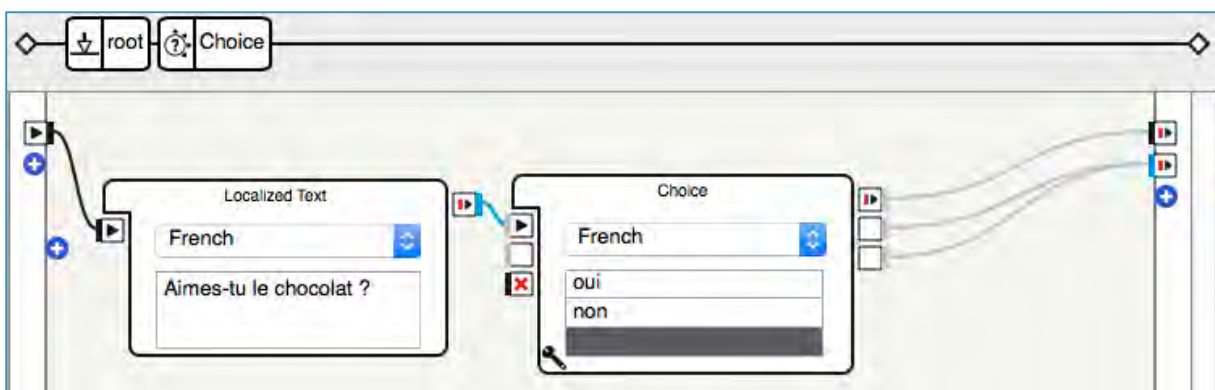 root
Choice
Localized Text
French
Aimes-tu le chocolat ?
Choice
French
oui
non